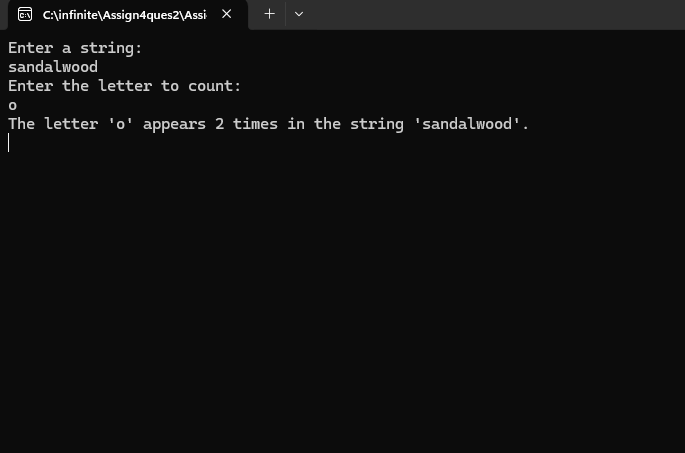 C:\infinite\Assign4ques2\Assi
Enter a string:
sandalwood
Enter the letter to count:
o
The letter 'o' appears 2 times in the string 'sandalwood'.